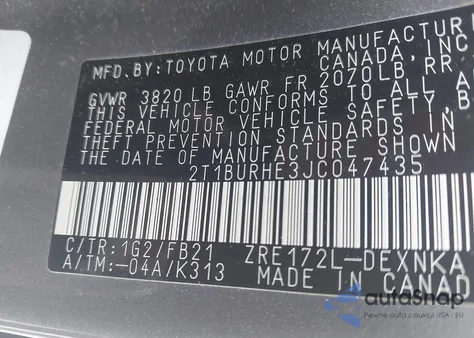 MFD. BY: TOYOTA MOTOR MANUFACTUR
CANADA, INC
GVWR 3820 LB GAWR FR 2070LB, RR
THIS VEHICLE CONFORMS TO ALL A
FEDERAL MOTOR VEHICLE SAFETY, B
THEFT PREVENTION STANDARDS IN
THE DATE OF MANUFACTURE SHOWN
2T1BURHE3JC047435
C/TR:1G2/FB21 ZRE172L-DEXNKA
A/TM:-04A/K313 MADE IN CANAD
autoSnap
Pewne auta z aukcji USA - EU